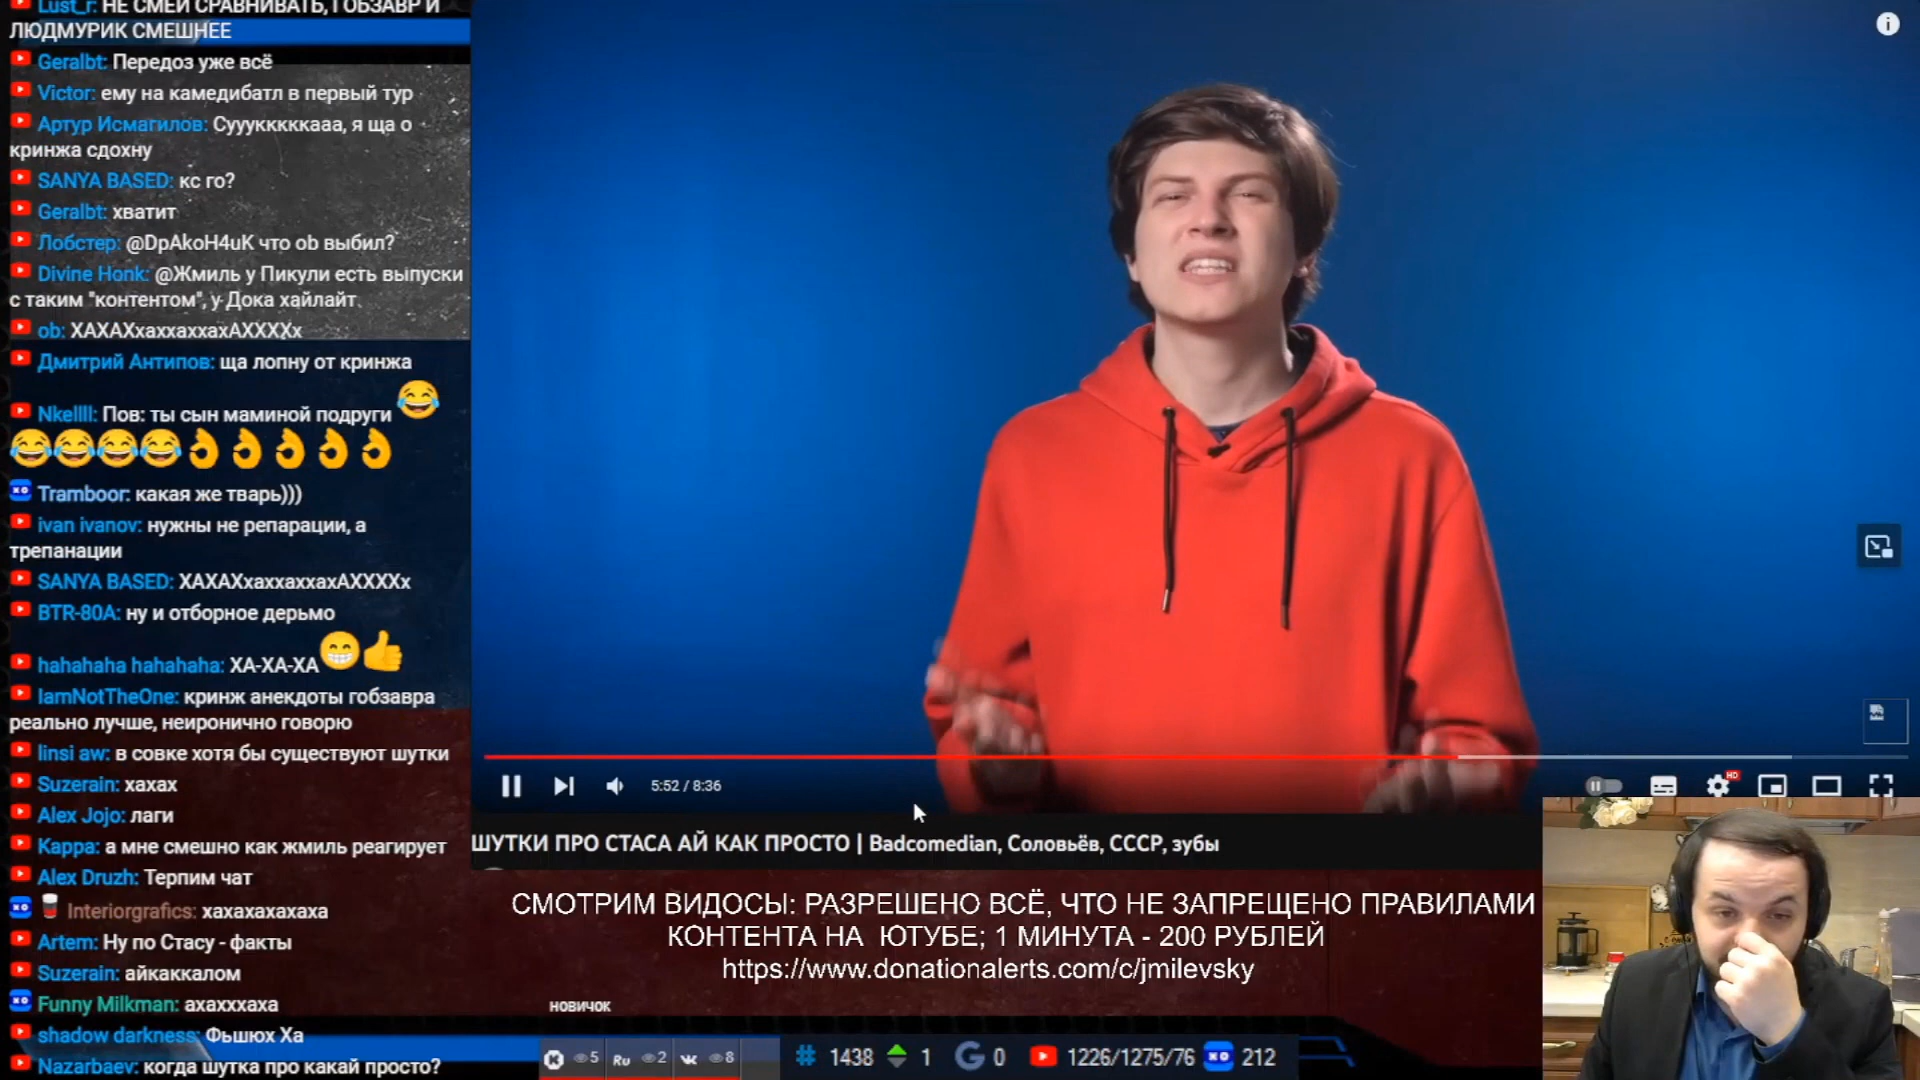 Lust_r: НЕ СМЕЙ СРАВНИВАТЬ, ГОБЗАВР И
ЛЮДМУРИК СМЕШНЕЕ
Geralbt: Передоз уже всё
Victor: ему на камедибатл в первый тур
Артур Исмагилов: Сууукккккааа, я ща о
кринжа сдохну
SANYA BASED: кс го?
Geralbt: хватит
Лобстер: @DpAkoH4uK что ob выбил?
Divine Honk: @Жмиль у Пикули есть выпуски
с таким "контентом", у Дока хайлайт
ob: ХАХАХхаххаххахАХХХХх
Дмитрий Антипов: ща лопну от кринжа
Nkellll: Пов: ты сын маминой подруги 😂
😂😂😂😂👌👌👌👌👌
Tramboor: какая же тварь)))
ivan ivanov: нужны не репарации, а
трепанации
SANYA BASED: ХАХАХхаххаххахАХХХХх
BTR-80A: ну и отборное дерьмо
hahahaha hahahaha: ХА-ХА-ХА😁👍
IamNotTheOne: кринж анекдоты гобзавра
реально лучше, неиронично говорю
linsi aw: в совке хотя бы существуют шутки
Suzerain: хахах
Alex Jojo: лаги
Kappa: а мне смешно как жмиль реагирует
Alex Druzh: Терпим чат
Interiorgrafics: хахахахахаха
Artem: Ну по Стасу - факты
Suzerain: айкаккалом
Funny Milkman: ахахххаха
shadow darkness: Фьшюх Ха
Nazarbaev: когда шутка про какай просто?
5:52 / 8:36
HD
ШУТКИ ПРО СТАСА АЙ КАК ПРОСТО | Badcomedian, Соловьёв, СССР, зубы
СМОТРИМ ВИДОСЫ: РАЗРЕШЕНО ВСЁ, ЧТО НЕ ЗАПРЕЩЕНО ПРАВИЛАМИ
КОНТЕНТА НА ЮТУБЕ; 1 МИНУТА - 200 РУБЛЕЙ
https://www.donationalerts.com/c/jmilevsky
новичок
5 Ru 2 8 # 1438 1 G 0 1226/1275/76 212